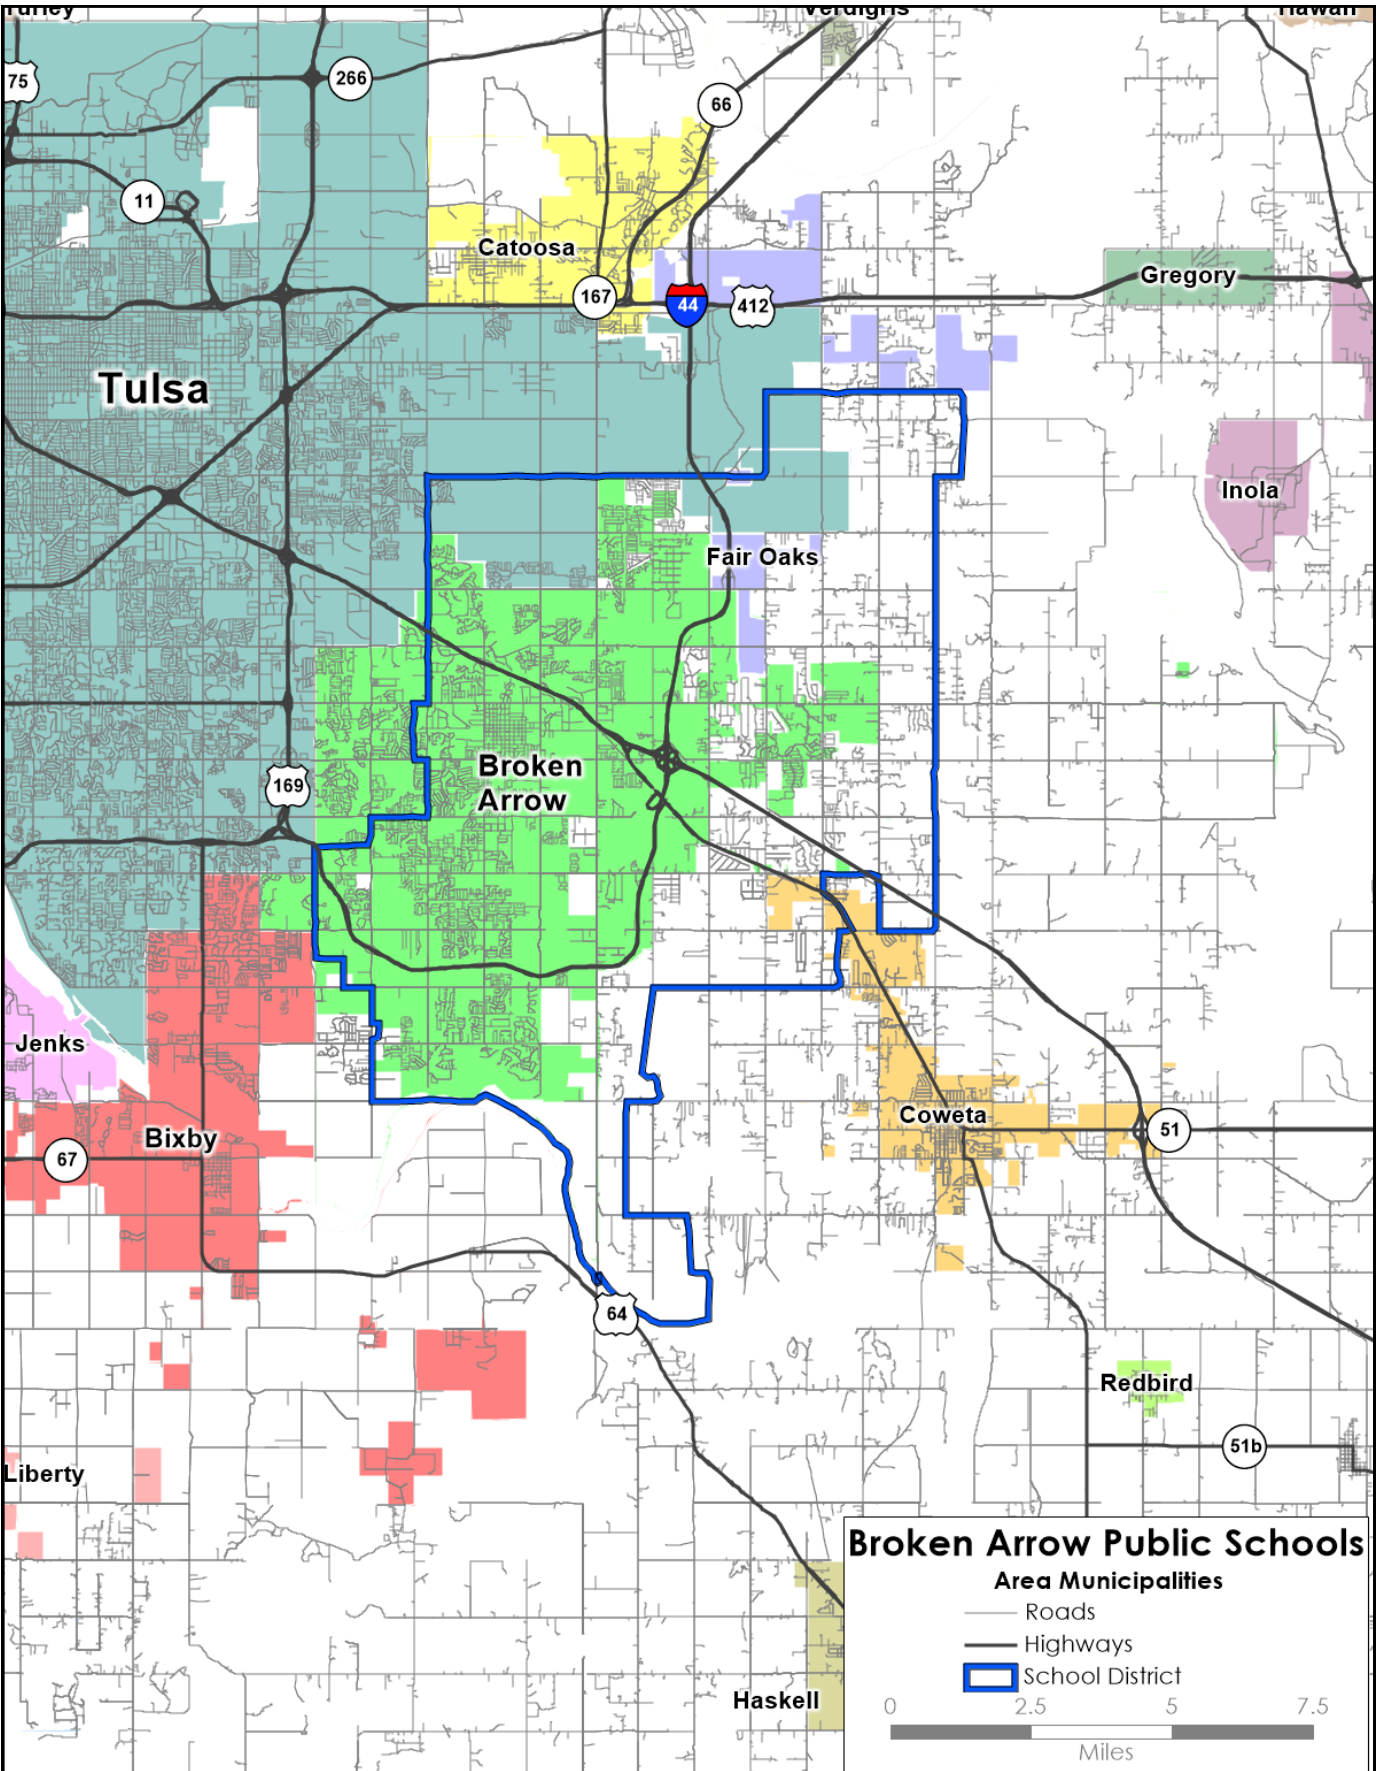 Turley
Verdigris
75
266
66
11
Catoosa
Gregory
167
44
412
Tulsa
Inola
Fair Oaks
Broken
Arrow
169
Jenks
Coweta
51
Bixby
67
64
Redbird
51b
Liberty
Haskell
Broken Arrow Public Schools
Area Municipalities
Roads
Highways
School District
0 2.5 5 7.5
Miles